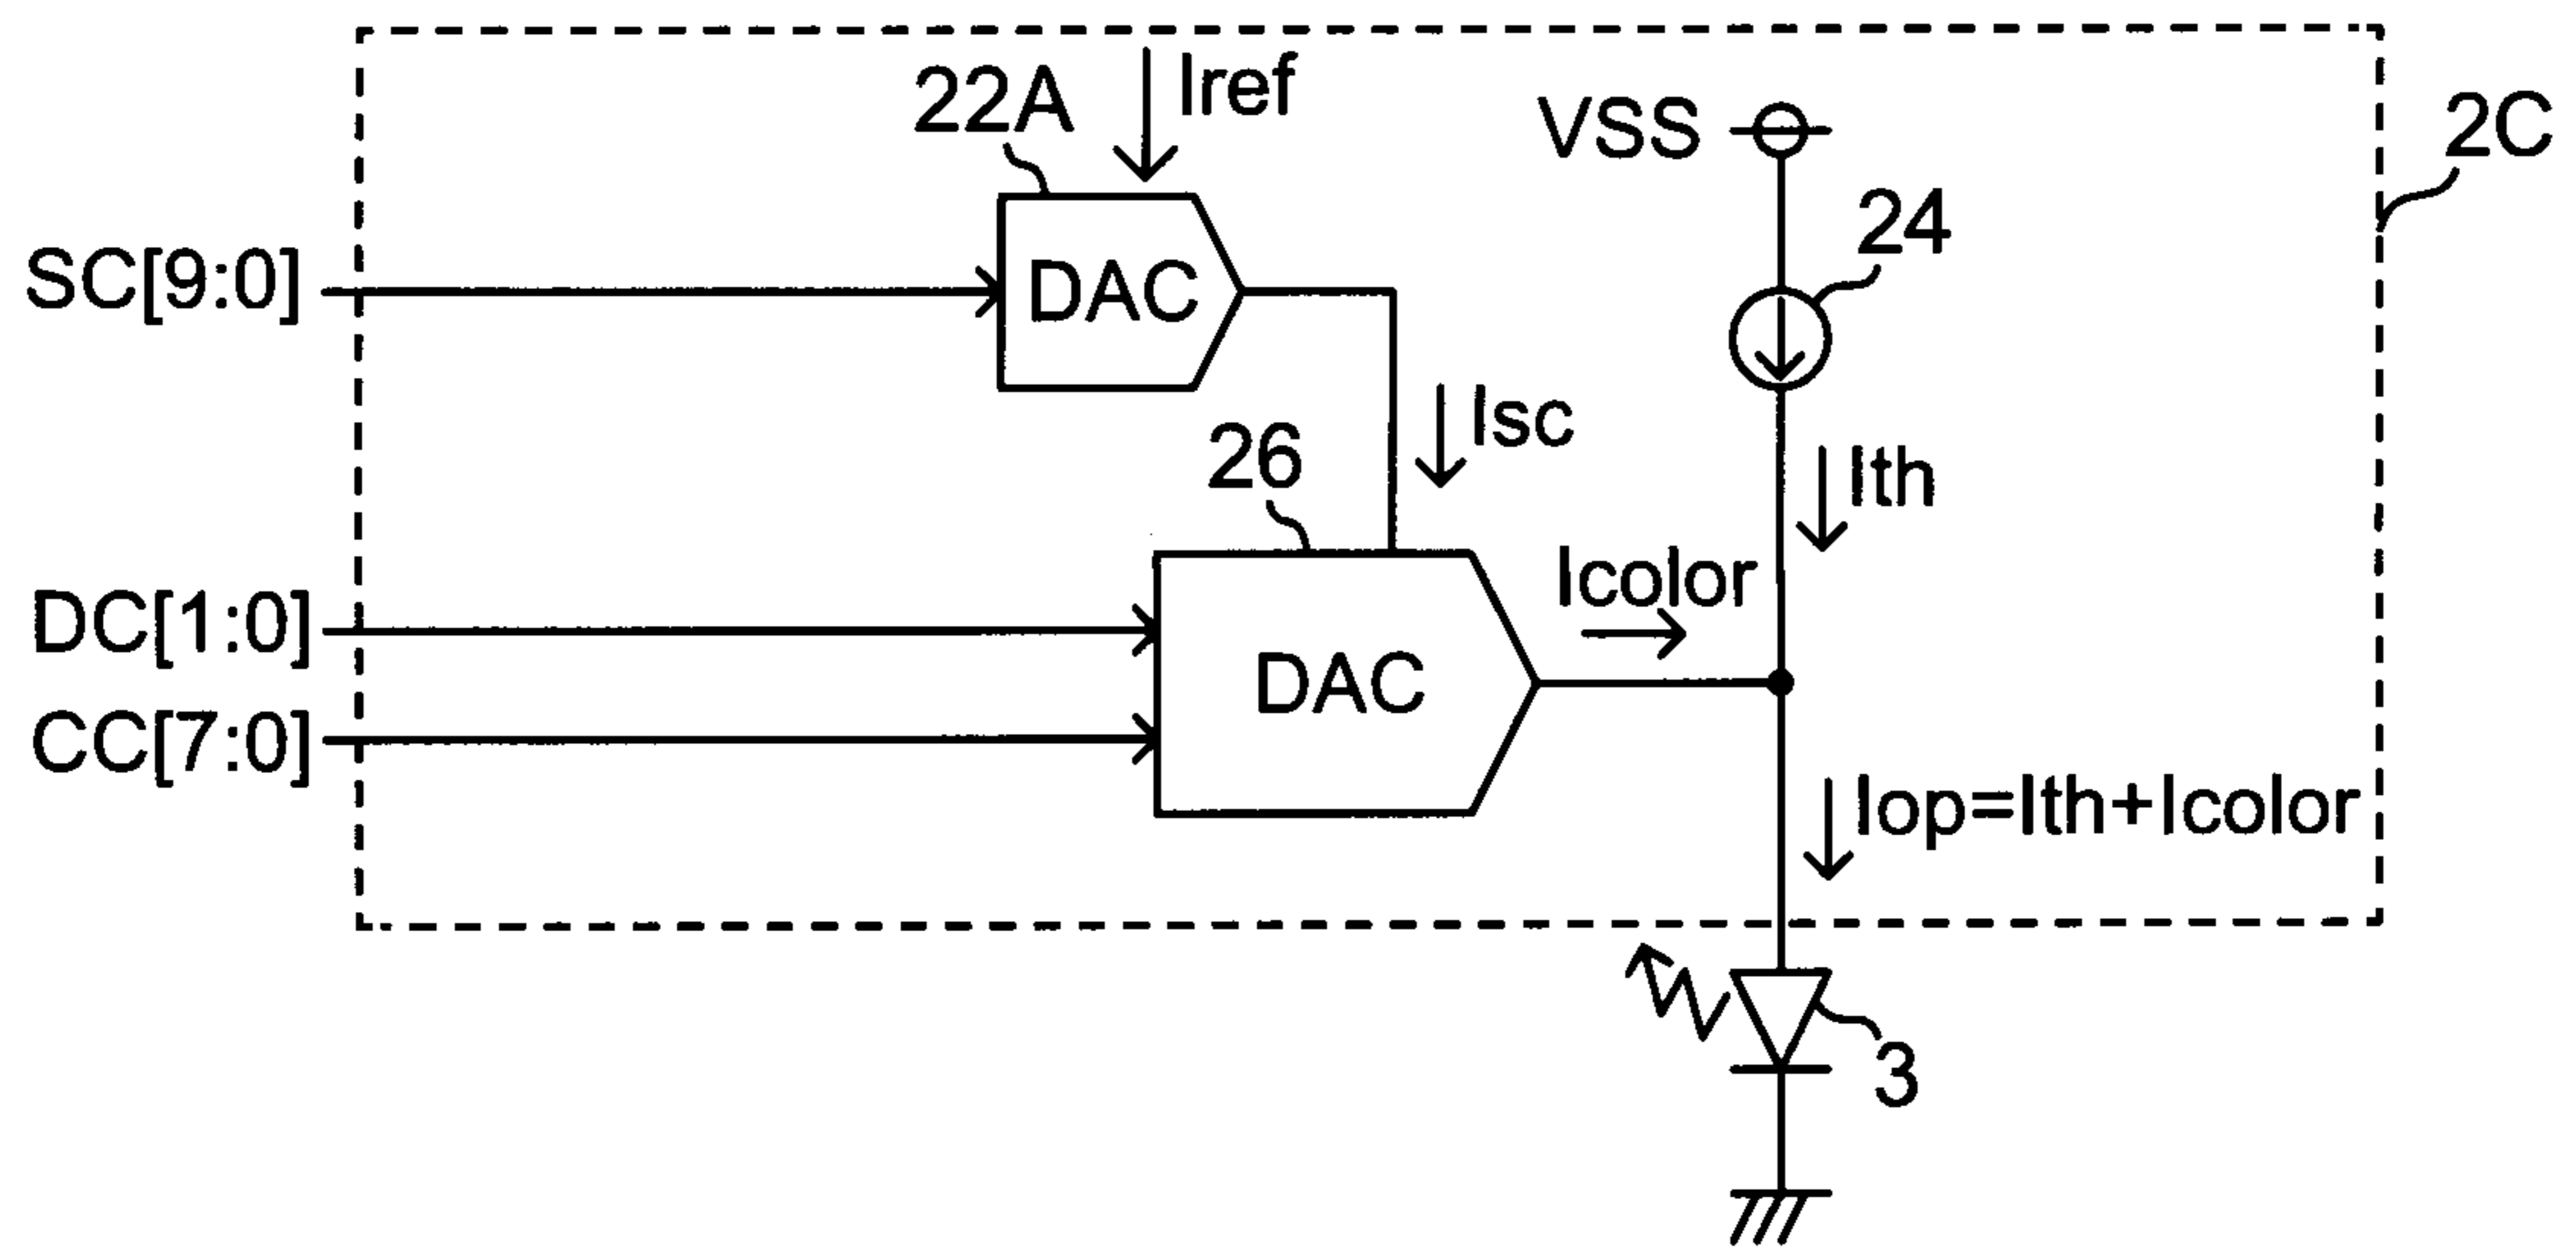 22A
Iref
VSS
2C
24
SC[9:0]
DAC
Isc
26
Ith
Icolor
DC[1:0]
DAC
CC[7:0]
Iop=Ith+Icolor
3